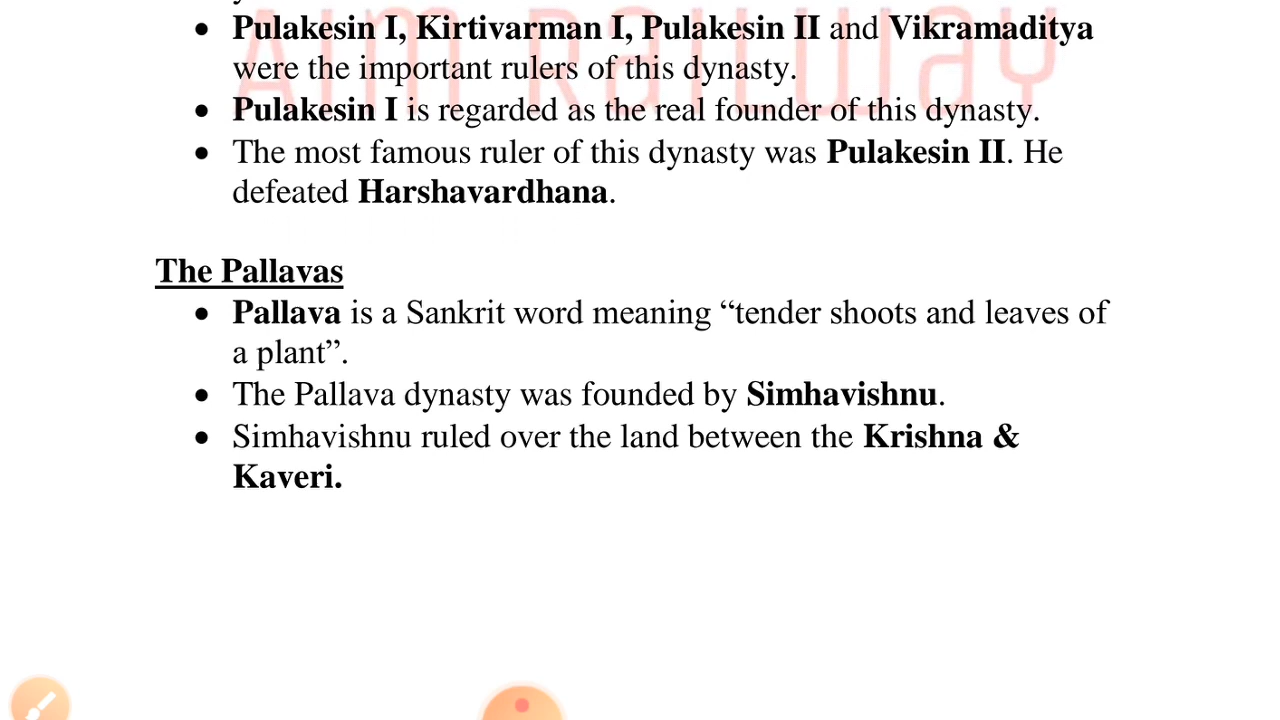 Aim Railway
• Pulakesin I, Kirtivarman I, Pulakesin II and Vikramaditya
were the important rulers of this dynasty.
• Pulakesin I is regarded as the real founder of this dynasty.
• The most famous ruler of this dynasty was Pulakesin II. He
defeated Harshavardhana.
The Pallavas
• Pallava is a Sankrit word meaning “tender shoots and leaves of
a plant”.
• The Pallava dynasty was founded by Simhavishnu.
• Simhavishnu ruled over the land between the Krishna &
Kaveri.